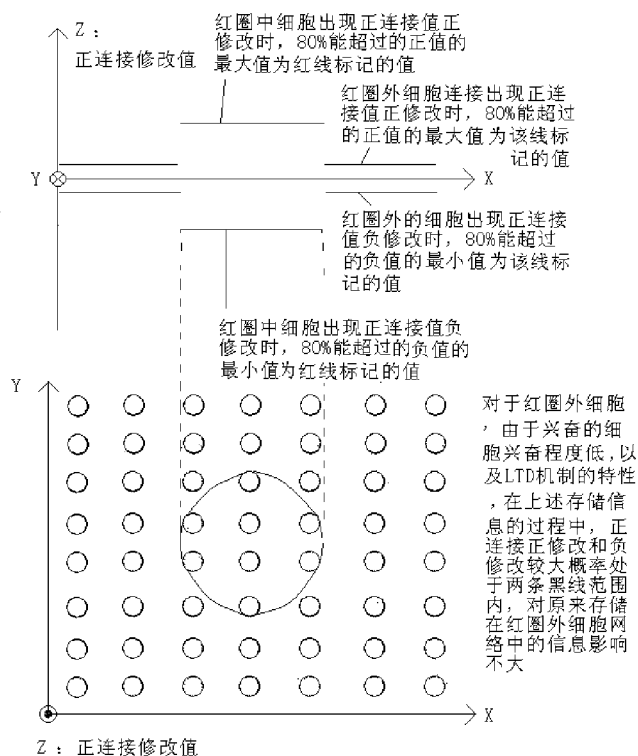 Z：
正连接修改值
红圈中细胞出现正连接值正
修改时，80%能超过的正值的
最大值为红线标记的值
红圈外细胞连接出现正连
接值正修改时，80%能超过
的正值的最大值为该线标
记的值
Y
X
红圈外的细胞出现正连接
值负修改时，80%能超过
的负值的最小值为该线标
记的值
红圈中细胞出现正连接值负
修改时，80%能超过的负值的
最小值为红线标记的值
Y
对于红圈外细胞
，由于兴奋的细
胞兴奋程度低，以
及LTD机制的特性
，在上述存储信
息的过程中，正
连接正修改和负
修改较大概率处
于两条黑线范围
内，对原来存储
在红圈外细胞网
络中的信息影响
不大
X
Z：正连接修改值